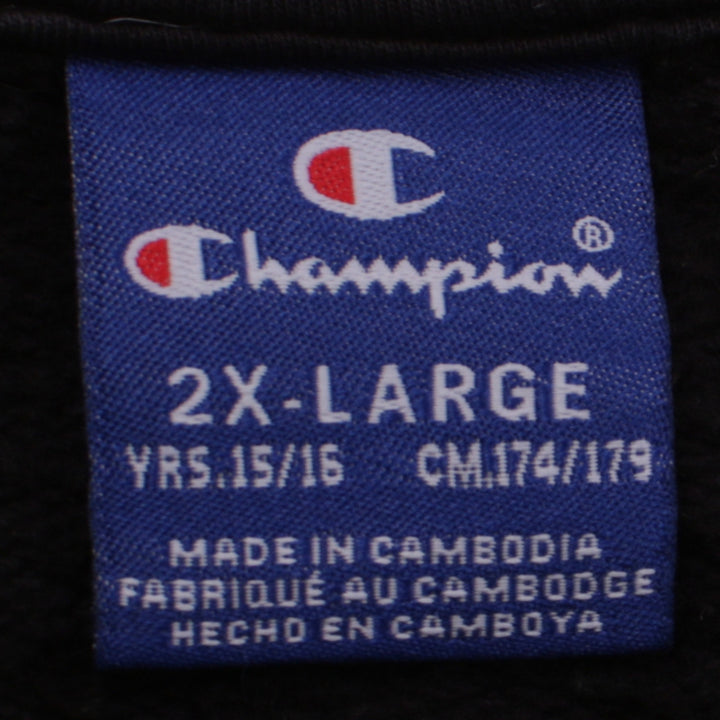 Champion®
2X-LARGE
YRS.15/16 CM.174/179
MADE IN CAMBODIA
FABRIQUÉ AU CAMBODGE
HECHO EN CAMBOYA